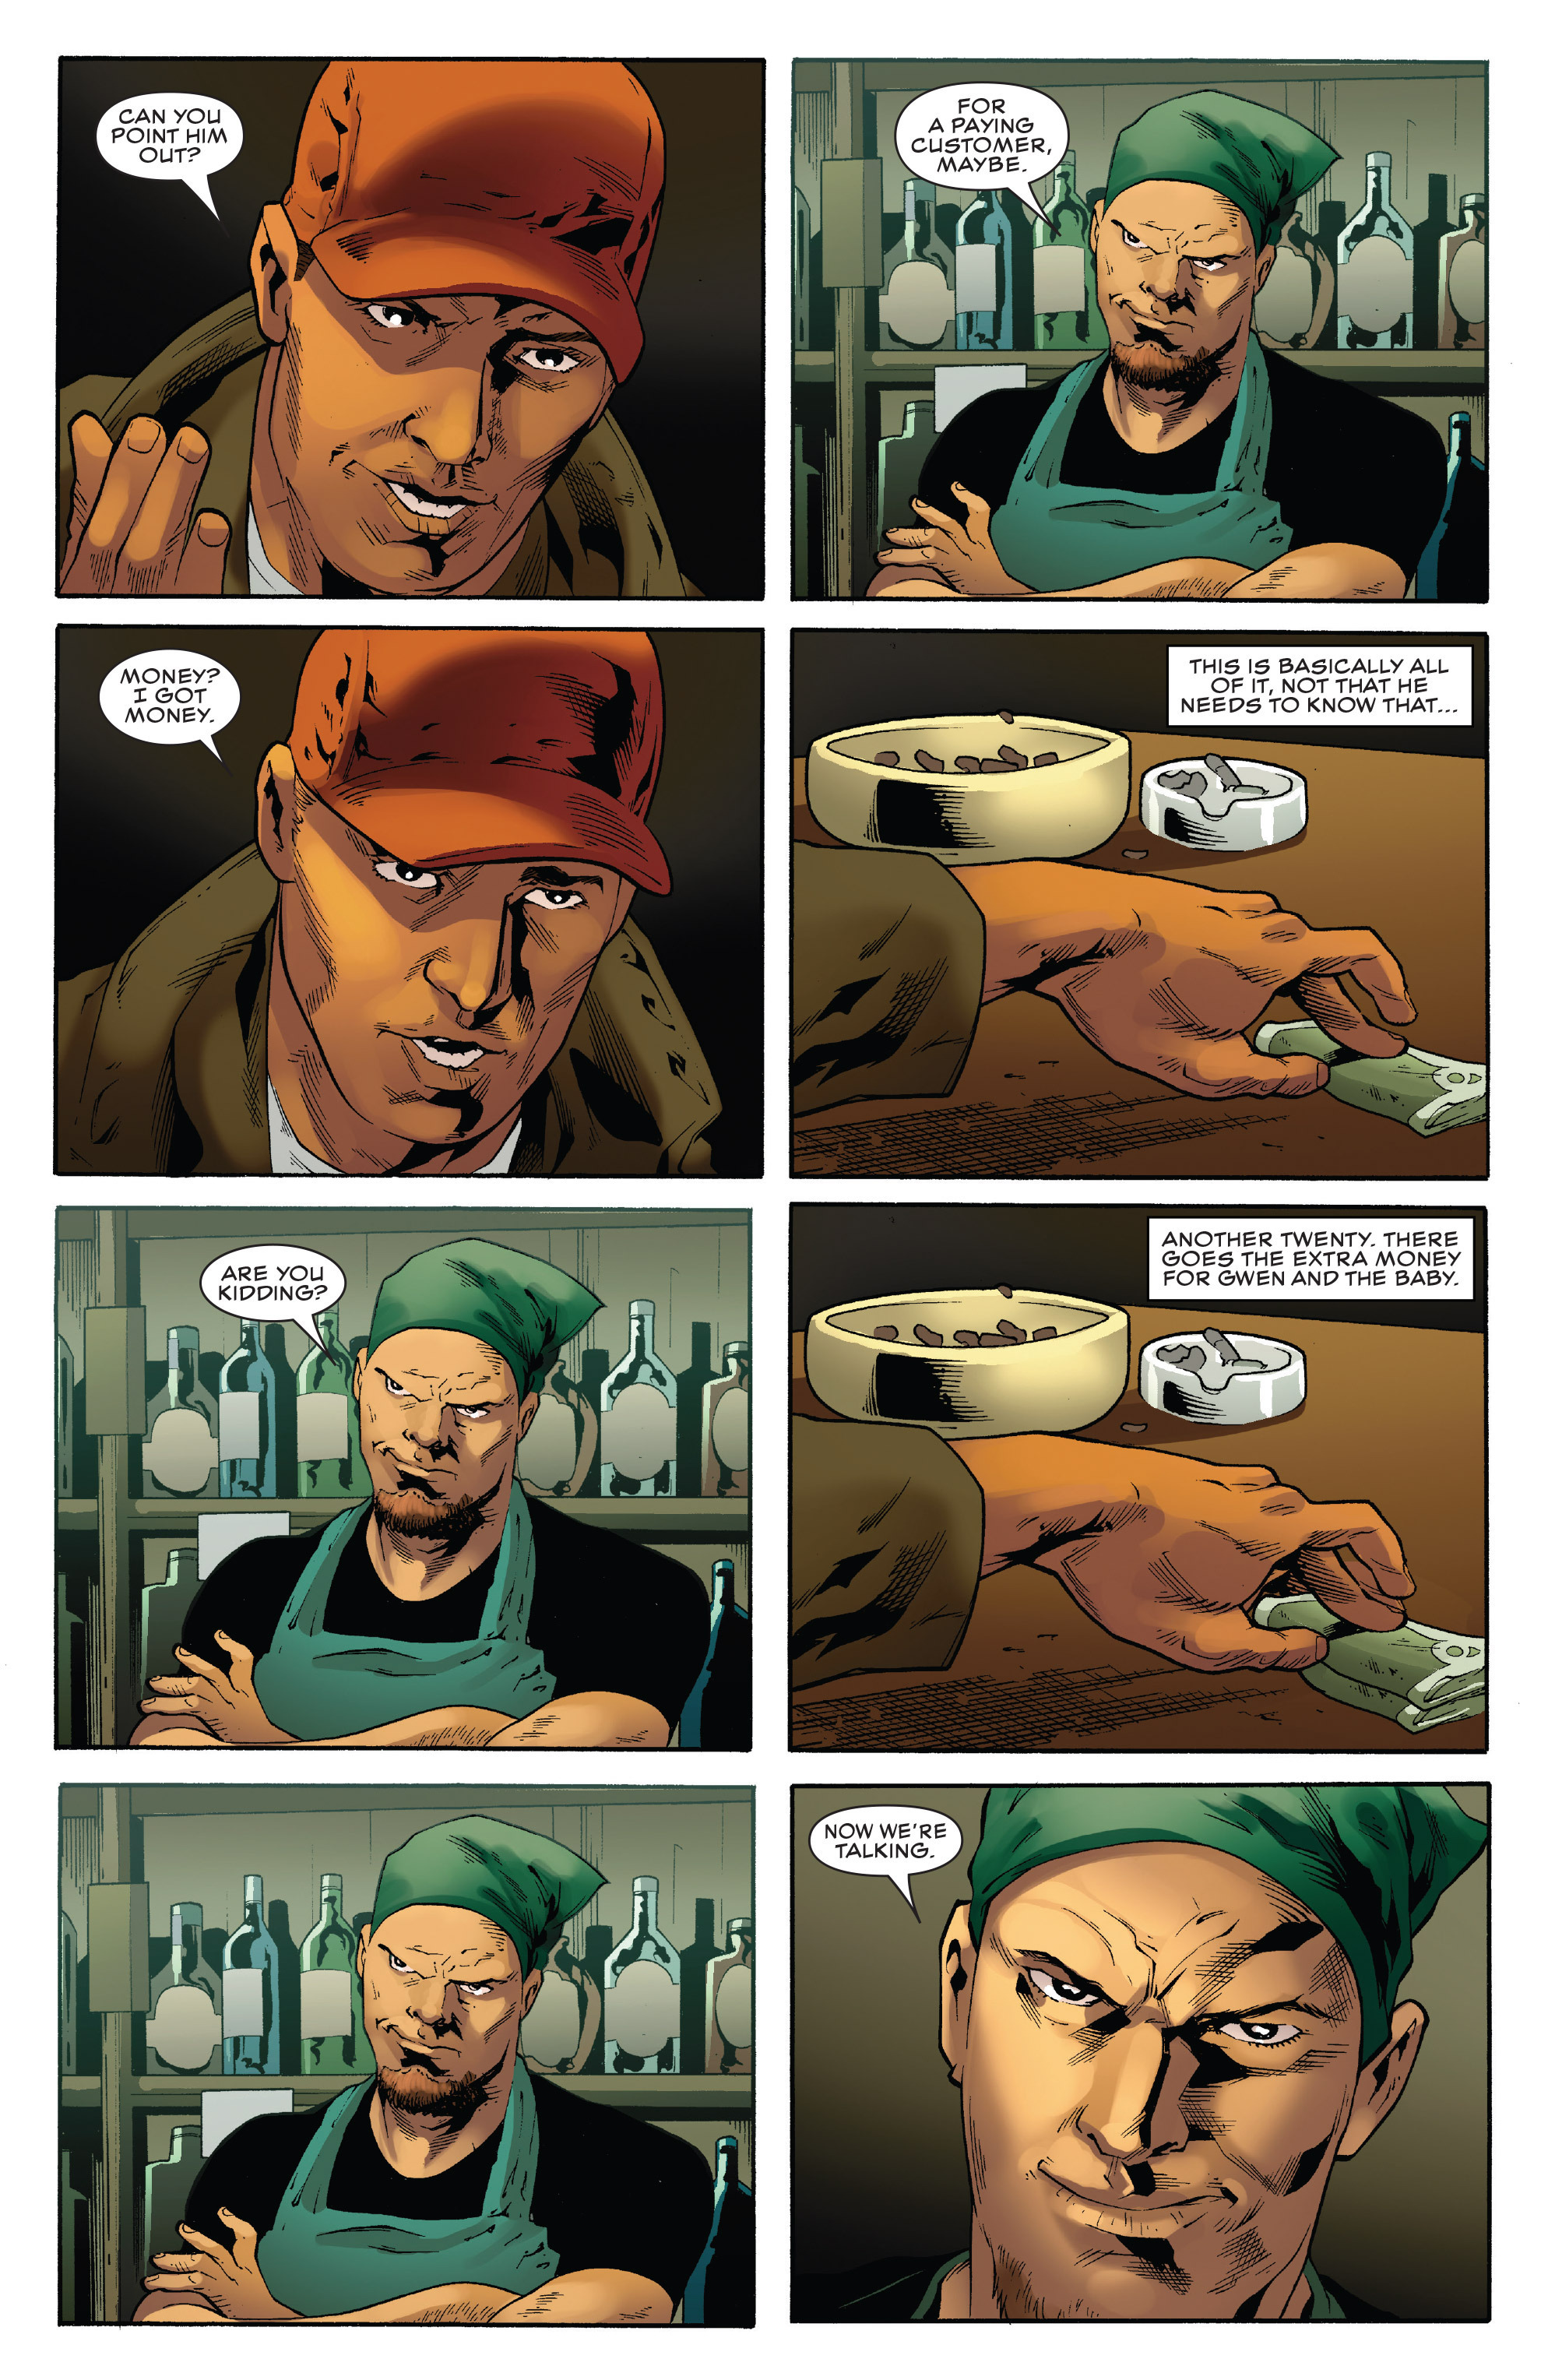 CAN YOU
POINT HIM
OUT?
FOR
A PAYING
CUSTOMER,
MAYBE.
MONEY?
I GOT
MONEY.
THIS IS BASICALLY ALL
OF IT, NOT THAT HE
NEEDS TO KNOW THAT...
ARE YOU
KIDDING?
ANOTHER TWENTY. THERE
GOES THE EXTRA MONEY
FOR GWEN AND THE BABY.
NOW WE'RE
TALKING.